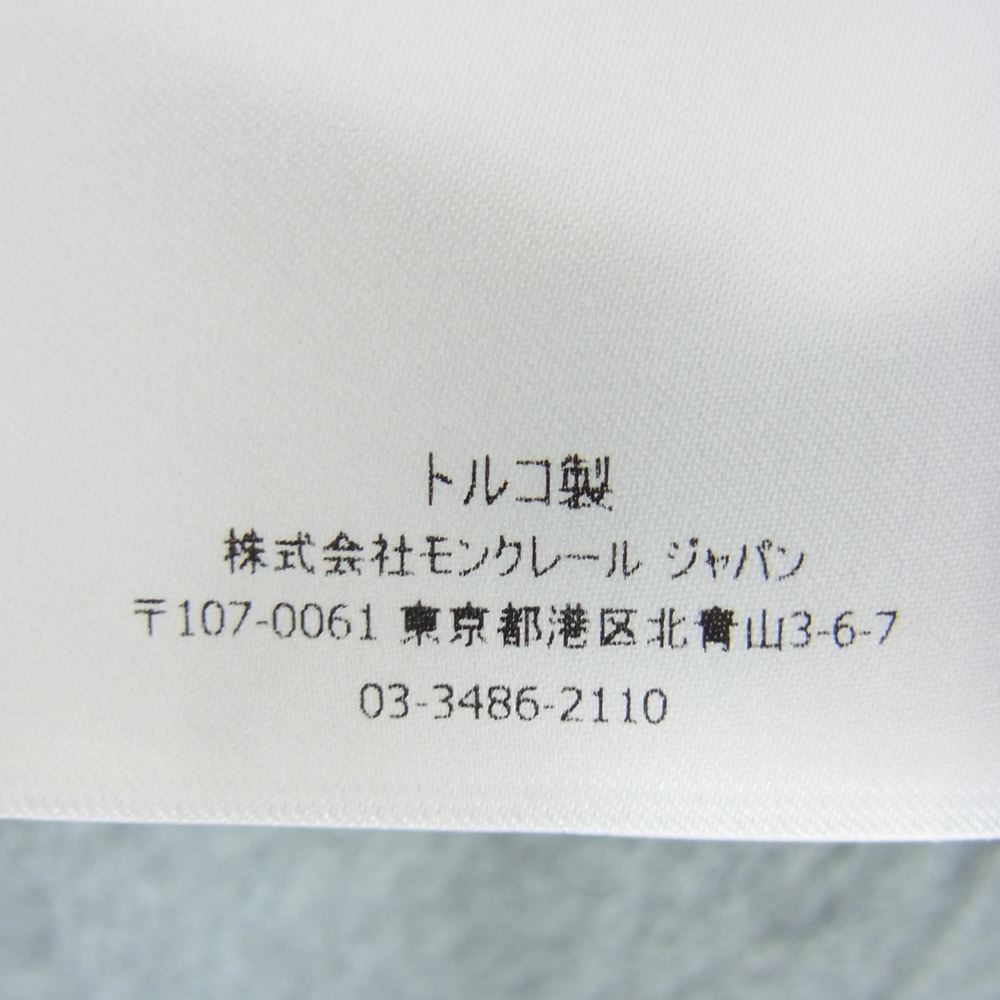 トルコ製
株式会社モンクレール ジャパン
〒107-0061 東京都港区北青山3-6-7
03-3486-2110